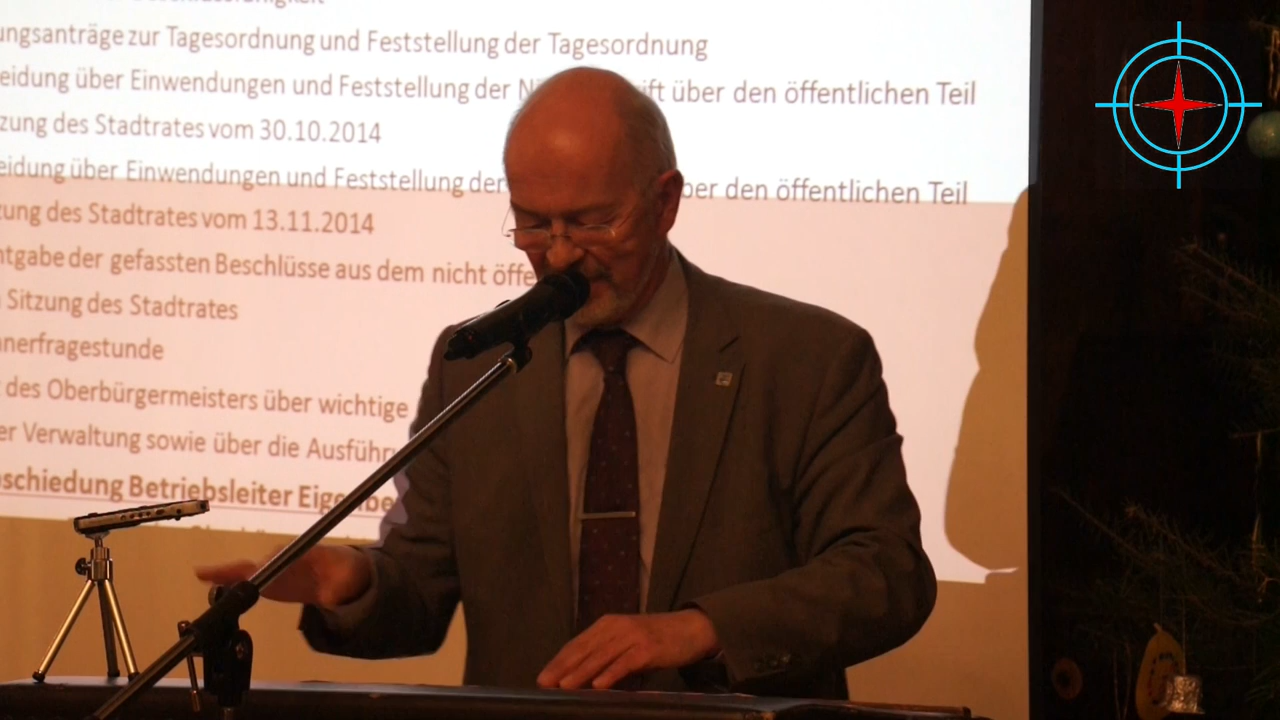 ungsanträge zur Tagesordnung und Feststellung der Tagesordnung
eidung über Einwendungen und Feststellung der N ift über den öffentlichen Teil
zung des Stadtrates vom 30.10.2014
eidung über Einwendungen und Feststellung der ber den öffentlichen Teil
zung des Stadtrates vom 13.11.2014
ntgabe der gefassten Beschlüsse aus dem nicht öffe
Sitzung des Stadtrates
nerfragestunde
des Oberbürgermeisters über wichtige
er Verwaltung sowie über die Ausführ
schiedung Betriebsleiter Eigenbe